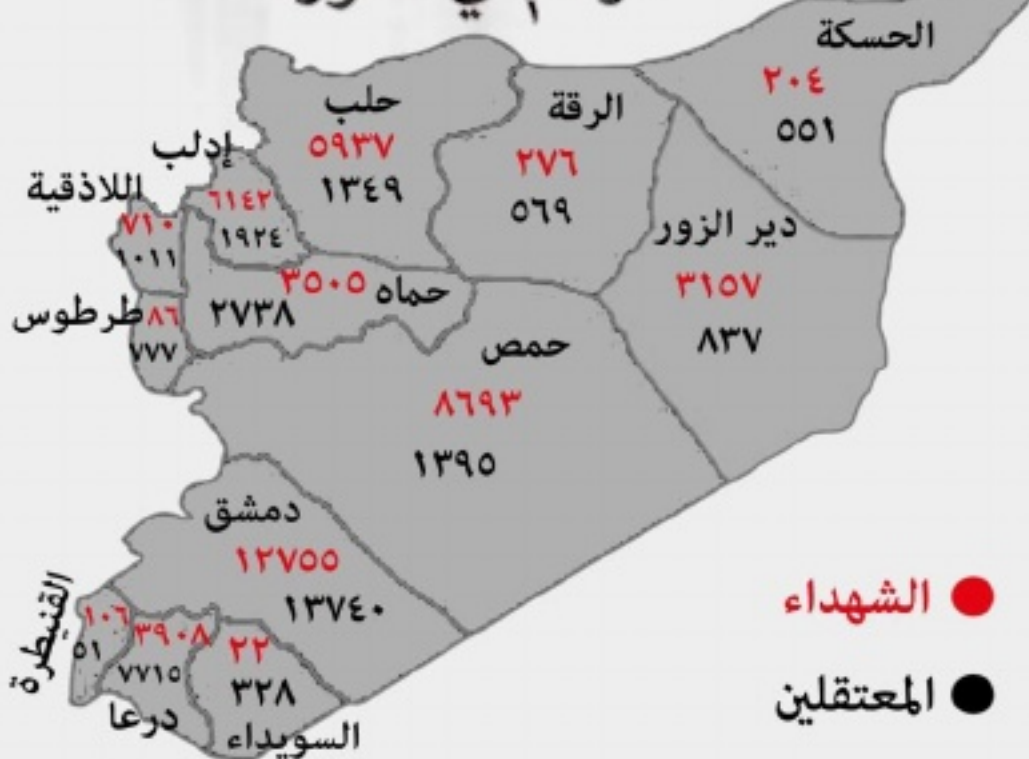 الحسكة
٢٠٤
٥٥١
حلب
٥٩٣٧
١٣٤٩
الرقة
٢٧٦
٥٦٩
إدلب
٦١٤٢
١٩٢٤
اللاذقية
٧١٠
١٠١١
دير الزور
٣١٥٧
٨٣٧
حماه ٣٥٠٥
٢٧٣٨
طرطوس ٨٦
٧٧٧
حمص
٨٦٩٣
١٣٩٥
دمشق
١٢٧٥٥
١٣٧٤٠
القنيطرة
١٠٦
٥١
٣٩٠٨
٧٧١٥
درعا
٢٢
٣٢٨
السويداء
الشهداء
المعتقلين